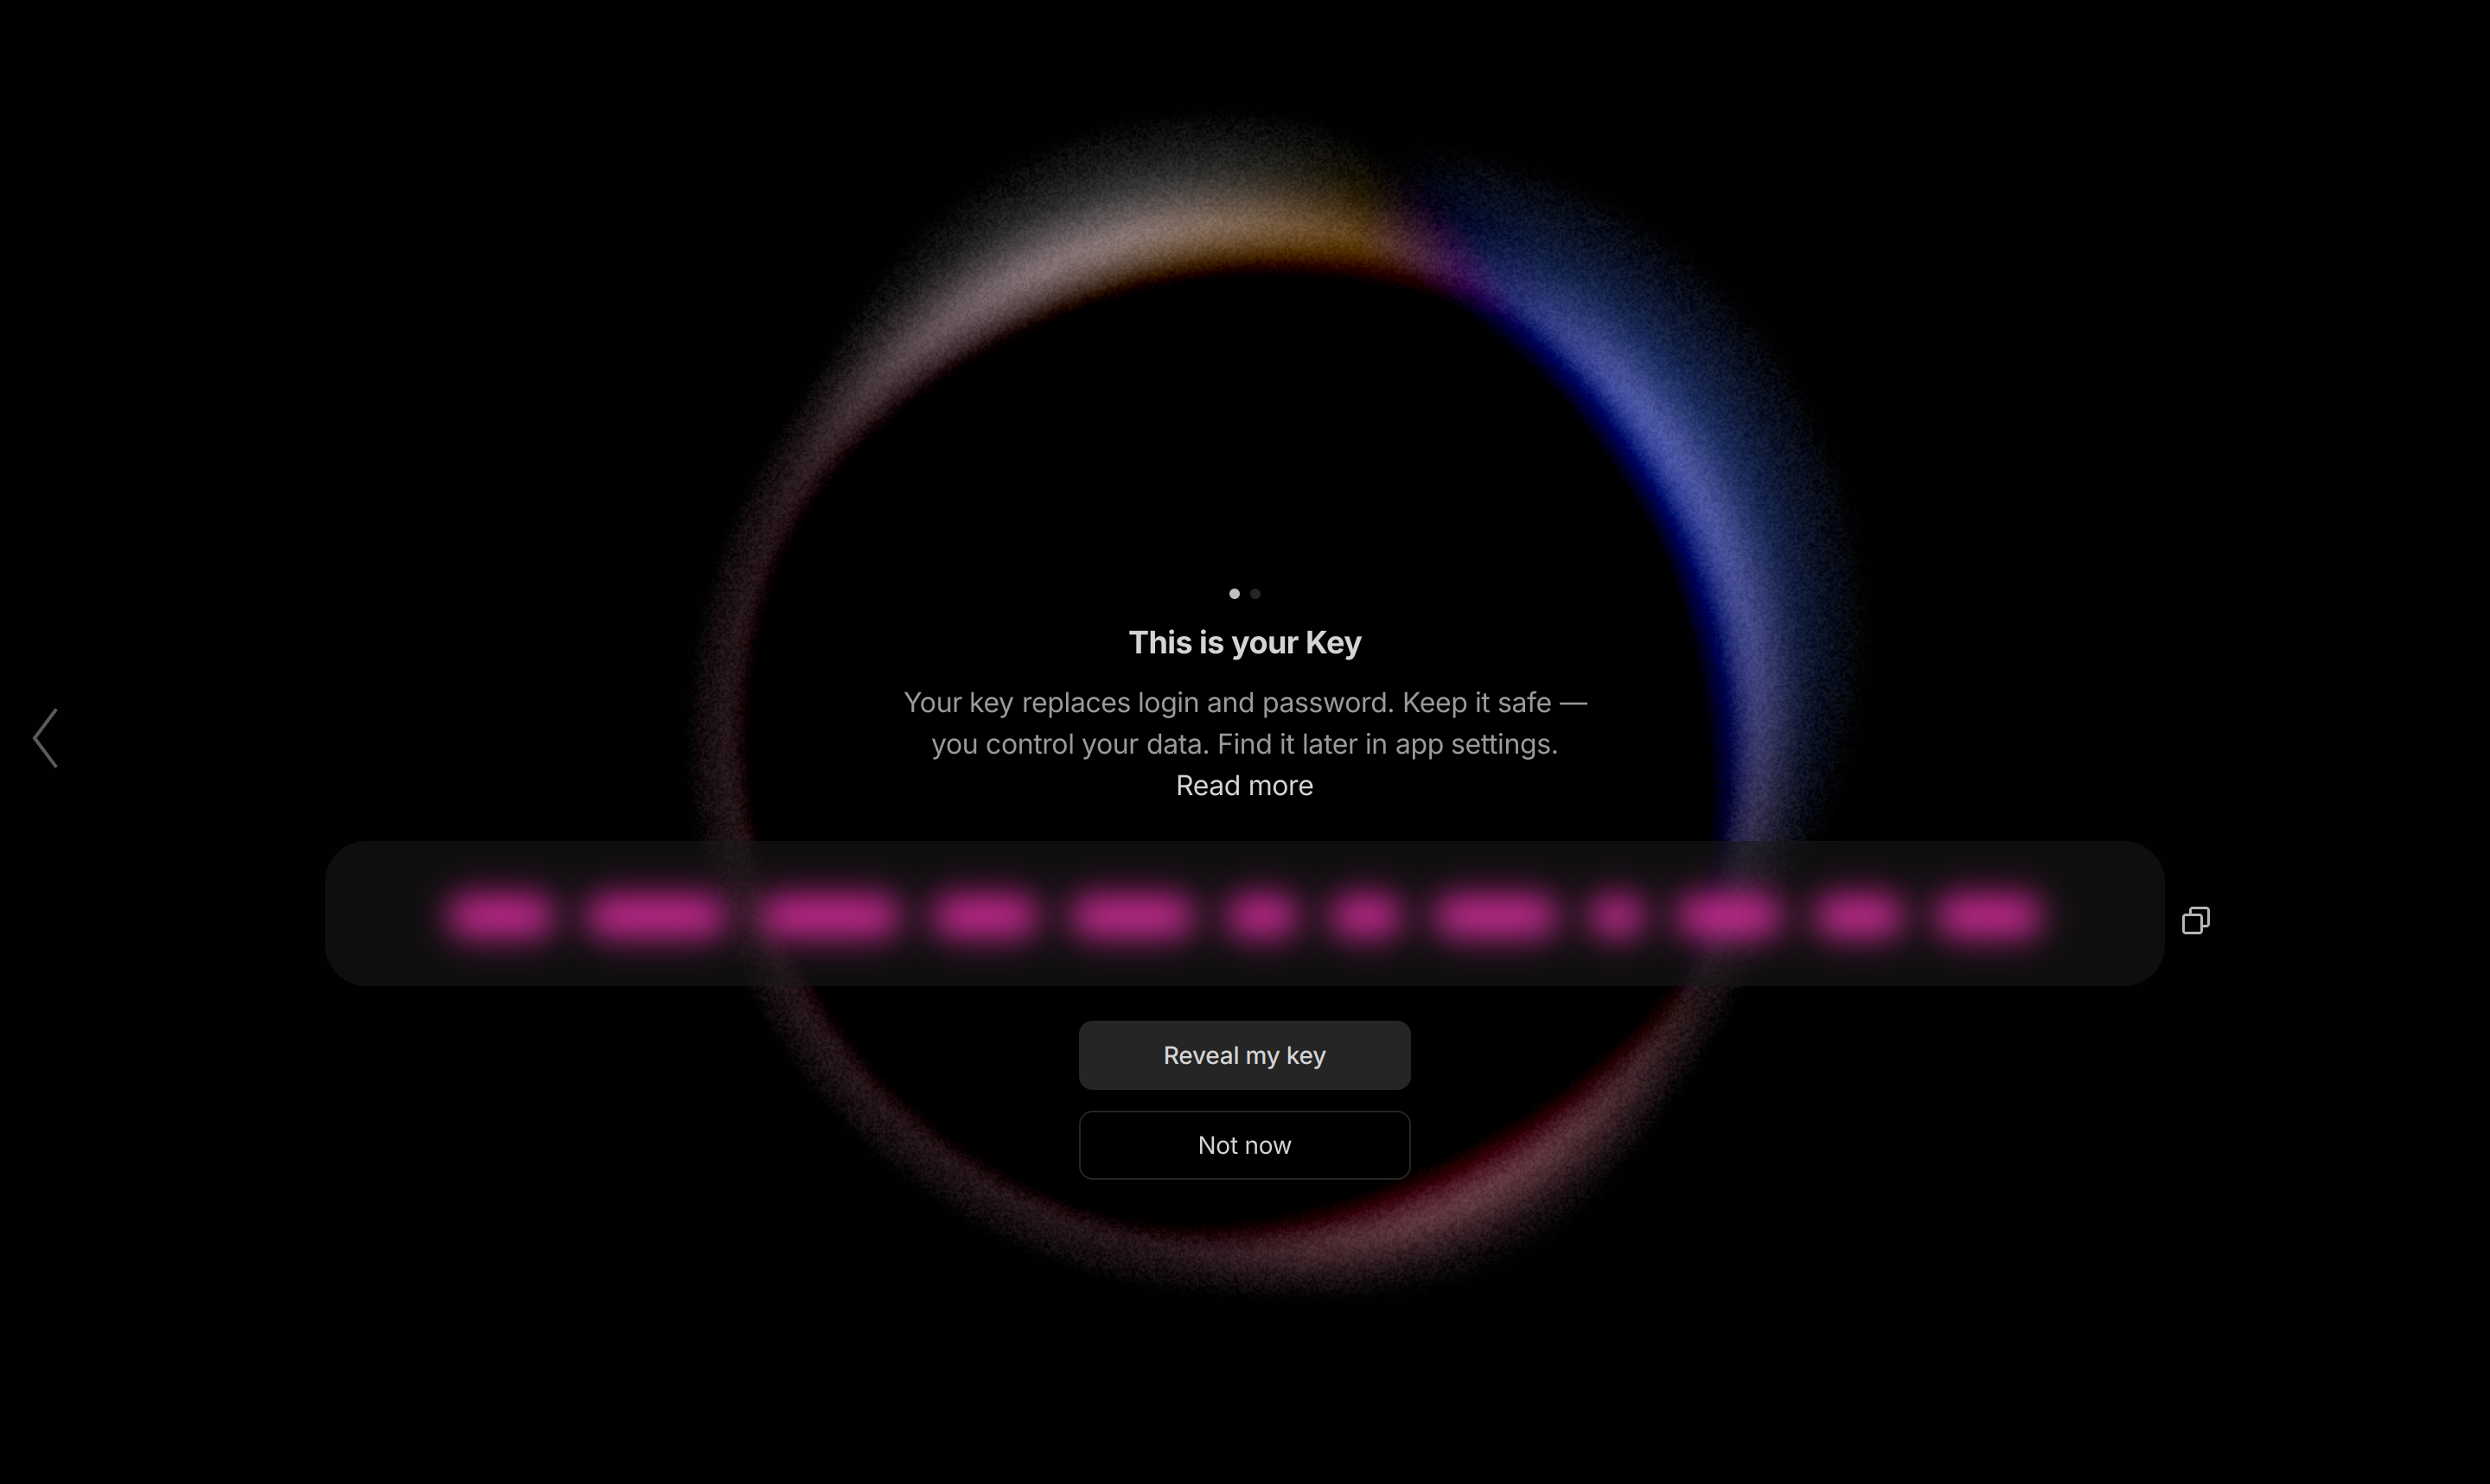 This is your Key
Your key replaces login and password. Keep it safe —
you control your data. Find it later in app settings.
Read more
Reveal my key
Not now